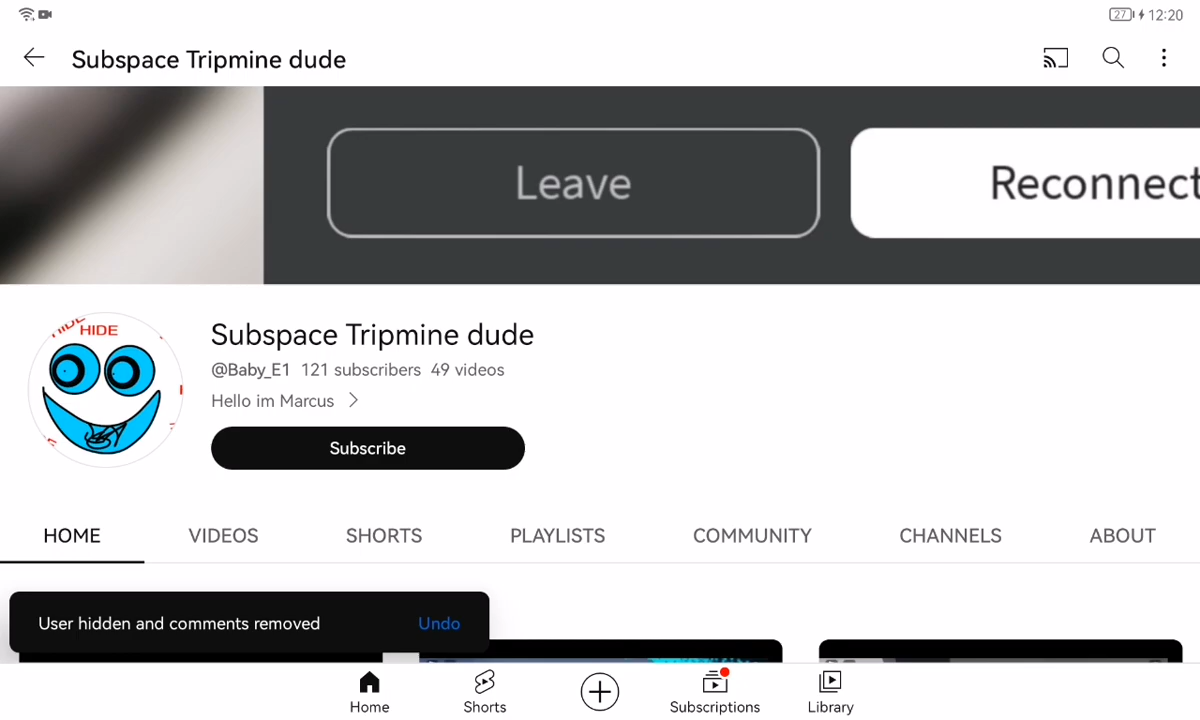 27 12:20
Subspace Tripmine dude
Leave
Reconnect
HIDE
HIDE
Subspace Tripmine dude
@Baby_E1 121 subscribers 49 videos
Hello im Marcus
Subscribe
HOME VIDEOS SHORTS PLAYLISTS COMMUNITY CHANNELS ABOUT
User hidden and comments removed Undo
Home Shorts Subscriptions Library